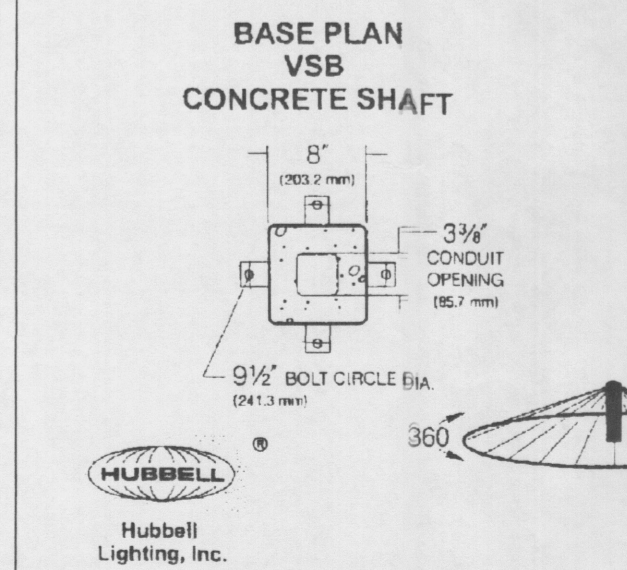 BASE PLAN
VSB
CONCRETE SHAFT
8"
(203.2 mm)
3⅜"
CONDUIT
OPENING
(85.7 mm)
9½" BOLT CIRCLE DIA.
(241.3 mm)
360
®
HUBBELL
Hubbell
Lighting, Inc.